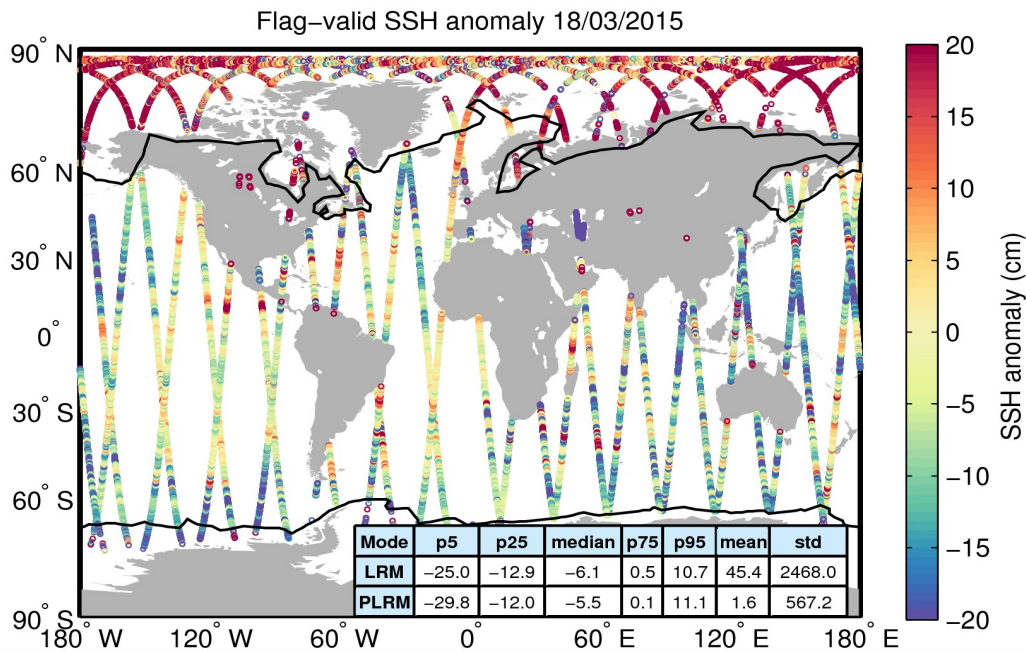 Flag−valid SSH anomaly 18/03/2015
90° N
60° N
30° N
0°
30° S
60° S
90° S
180° W 120° W 60° W 0° 60° E 120° E 180° E
Mode p5 p25 median p75 p95 mean std
LRM −25.0 −12.9 −6.1 0.5 10.7 45.4 2468.0
PLRM −29.8 −12.0 −5.5 0.1 11.1 1.6 567.2
20
15
10
5
0
−5
−10
−15
−20
SSH anomaly (cm)